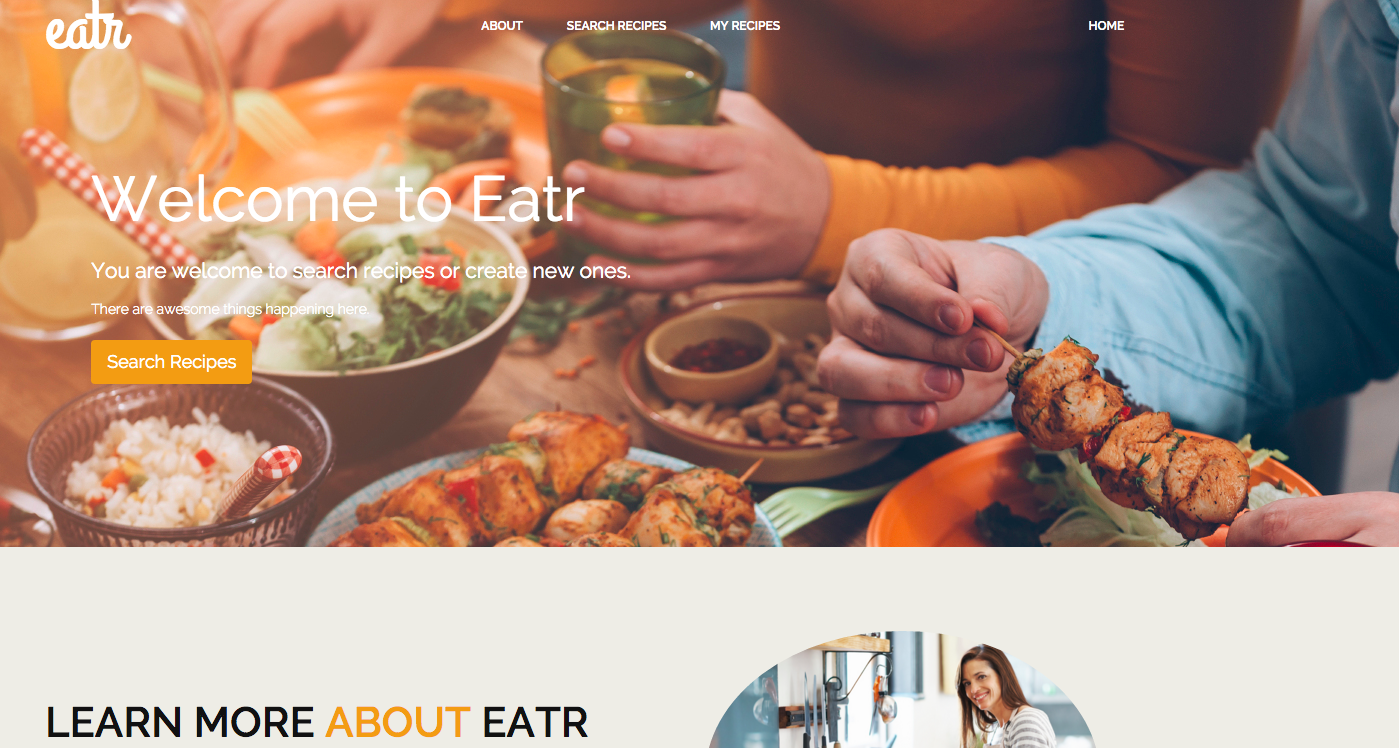 eatr
ABOUT SEARCH RECIPES MY RECIPES HOME
Welcome to Eatr
You are welcome to search recipes or create new ones.
There are awesome things happening here.
Search Recipes
LEARN MORE ABOUT EATR